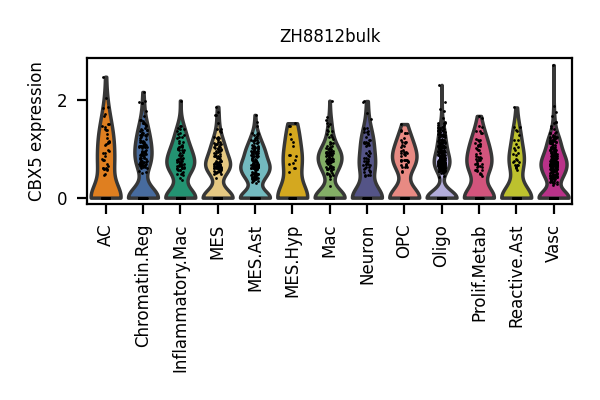 ZH8812bulk
CBX5 expression
2
0
AC
Chromatin.Reg
Inflammatory.Mac
MES
MES.Ast
MES.Hyp
Mac
Neuron
OPC
Oligo
Prolif.Metab
Reactive.Ast
Vasc